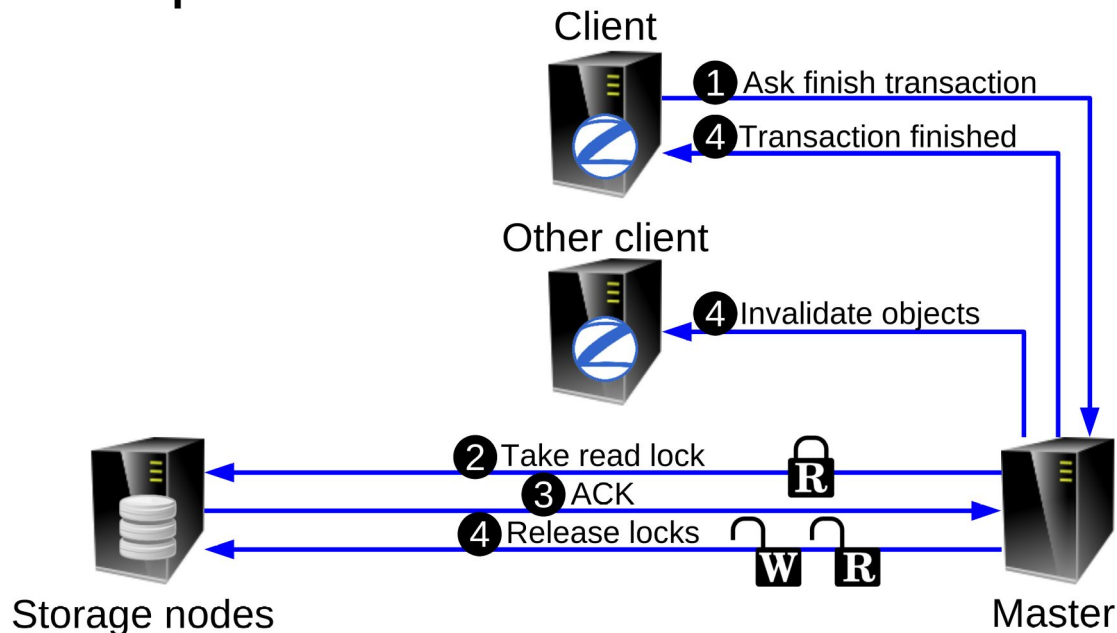 Client
1 Ask finish transaction
4 Transaction finished
Other client
4 Invalidate objects
2 Take read lock
R
3 ACK
4 Release locks
W R
Storage nodes
Master